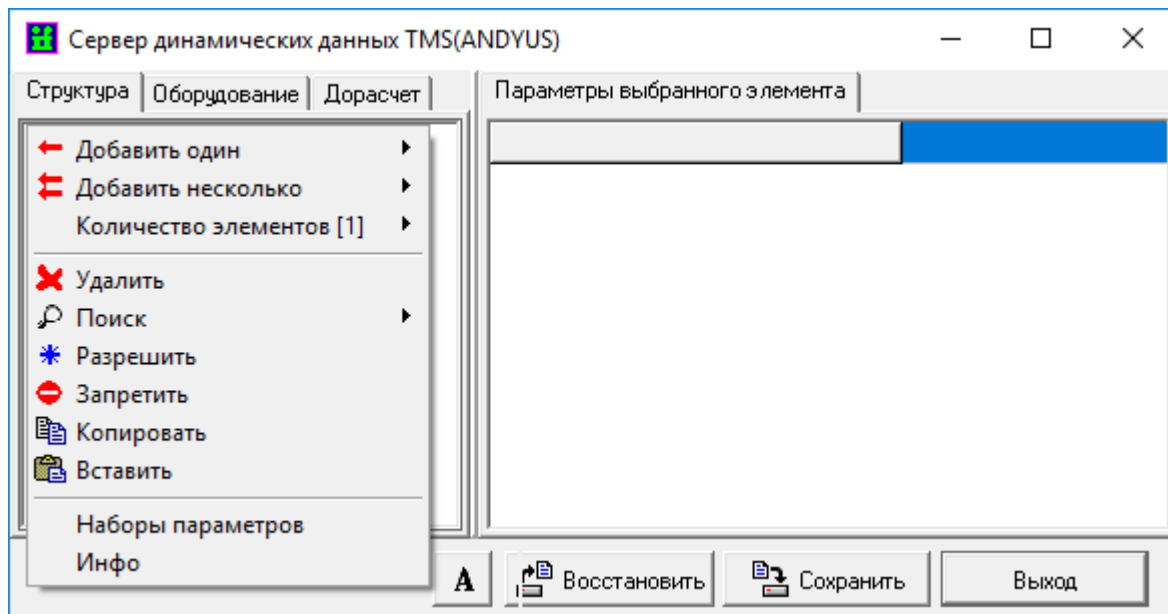 Сервер динамических данных TMS(ANDYUS)
Структура Оборудование Дорасчет Параметры выбранного элемента
Добавить один
Добавить несколько
Количество элементов [1]
Удалить
Поиск
Разрешить
Запретить
Копировать
Вставить
Наборы параметров
Инфо
A Восстановить Сохранить Выход